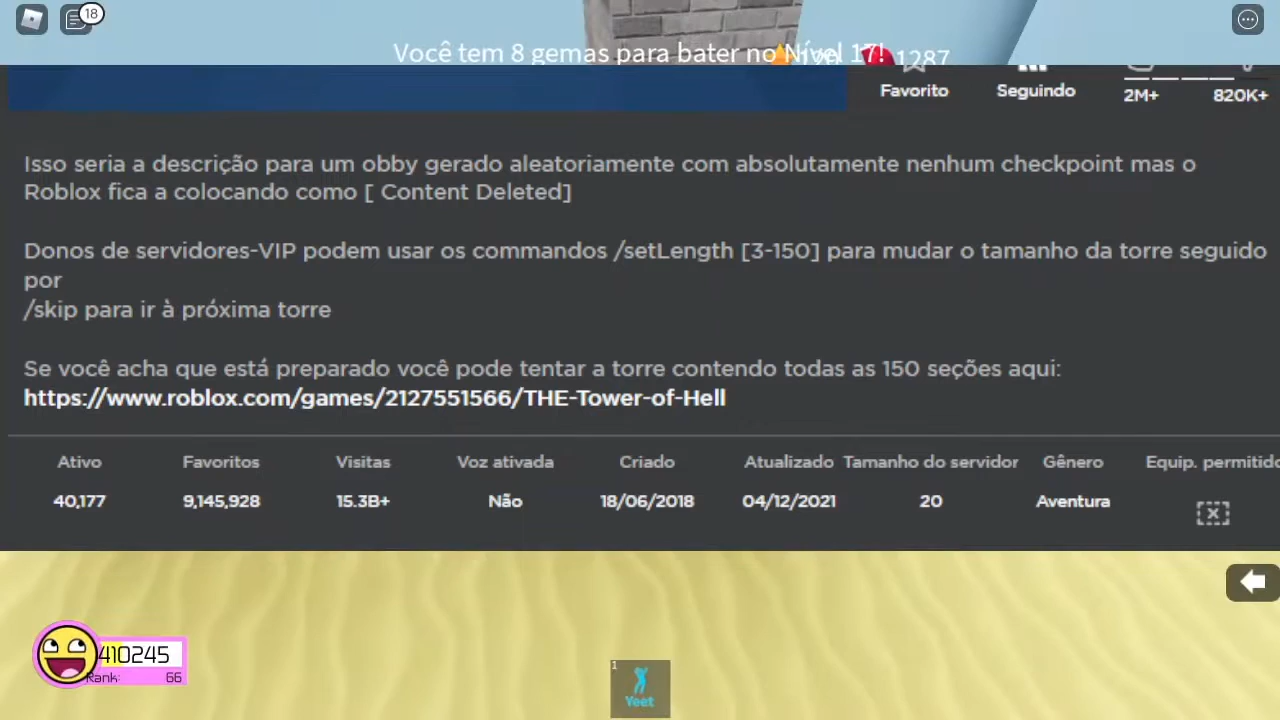 18
Você tem 8 gemas para bater no Nível 17!
1287
Favorito
Seguindo
2M+
820K+
Isso seria a descrição para um obby gerado aleatoriamente com absolutamente nenhum checkpoint mas o
Roblox fica a colocando como [ Content Deleted]
Donos de servidores-VIP podem usar os commandos /setLength [3-150] para mudar o tamanho da torre seguido
por
/skip para ir à próxima torre
Se você acha que está preparado você pode tentar a torre contendo todas as 150 seções aqui:
https://www.roblox.com/games/2127551566/THE-Tower-of-Hell
Ativo Favoritos Visitas Voz ativada Criado Atualizado Tamanho do servidor Gênero Equip. permitido
40,177 9,145,928 15.3B+ Não 18/06/2018 04/12/2021 20 Aventura
410245
Rank: 66
1
Yeet